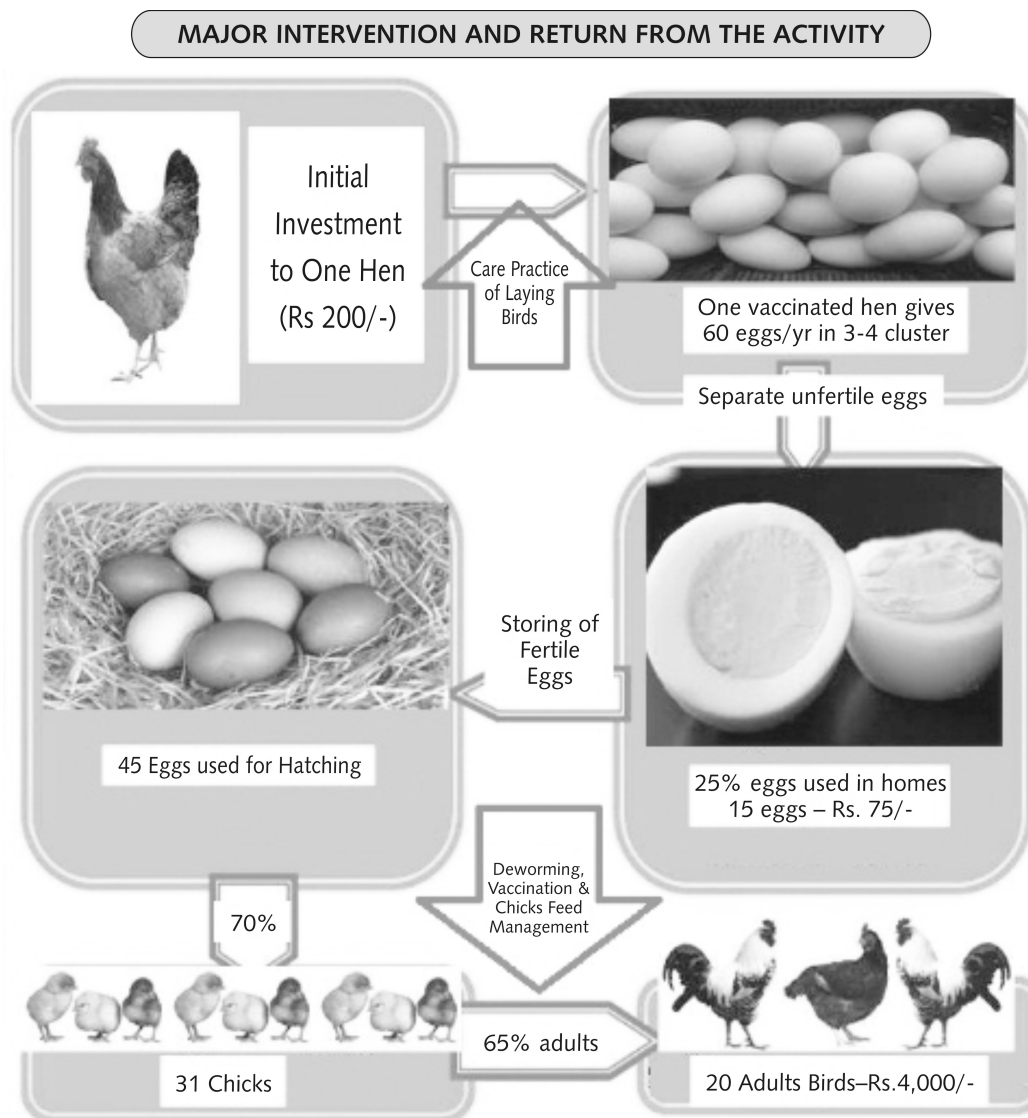 MAJOR INTERVENTION AND RETURN FROM THE ACTIVITY
Initial
Investment
to One Hen
(Rs 200/-)
Care Practice
of Laying
Birds
One vaccinated hen gives
60 eggs/yr in 3-4 cluster
Separate unfertile eggs
25% eggs used in homes
15 eggs – Rs. 75/-
Storing of
Fertile
Eggs
45 Eggs used for Hatching
70%
Deworming,
Vaccination &
Chicks Feed
Management
31 Chicks
65% adults
20 Adults Birds–Rs.4,000/-